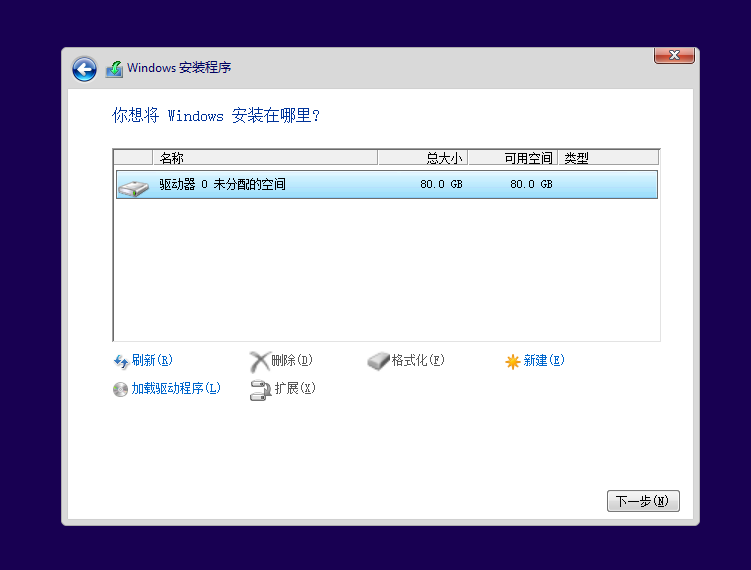 Windows 安装程序
你想将 Windows 安装在哪里?
名称 总大小 可用空间 类型
驱动器 0 未分配的空间 80.0 GB 80.0 GB
刷新(R) 删除(D) 格式化(F) 新建(E)
加载驱动程序(L) 扩展(X)
下一步(N)